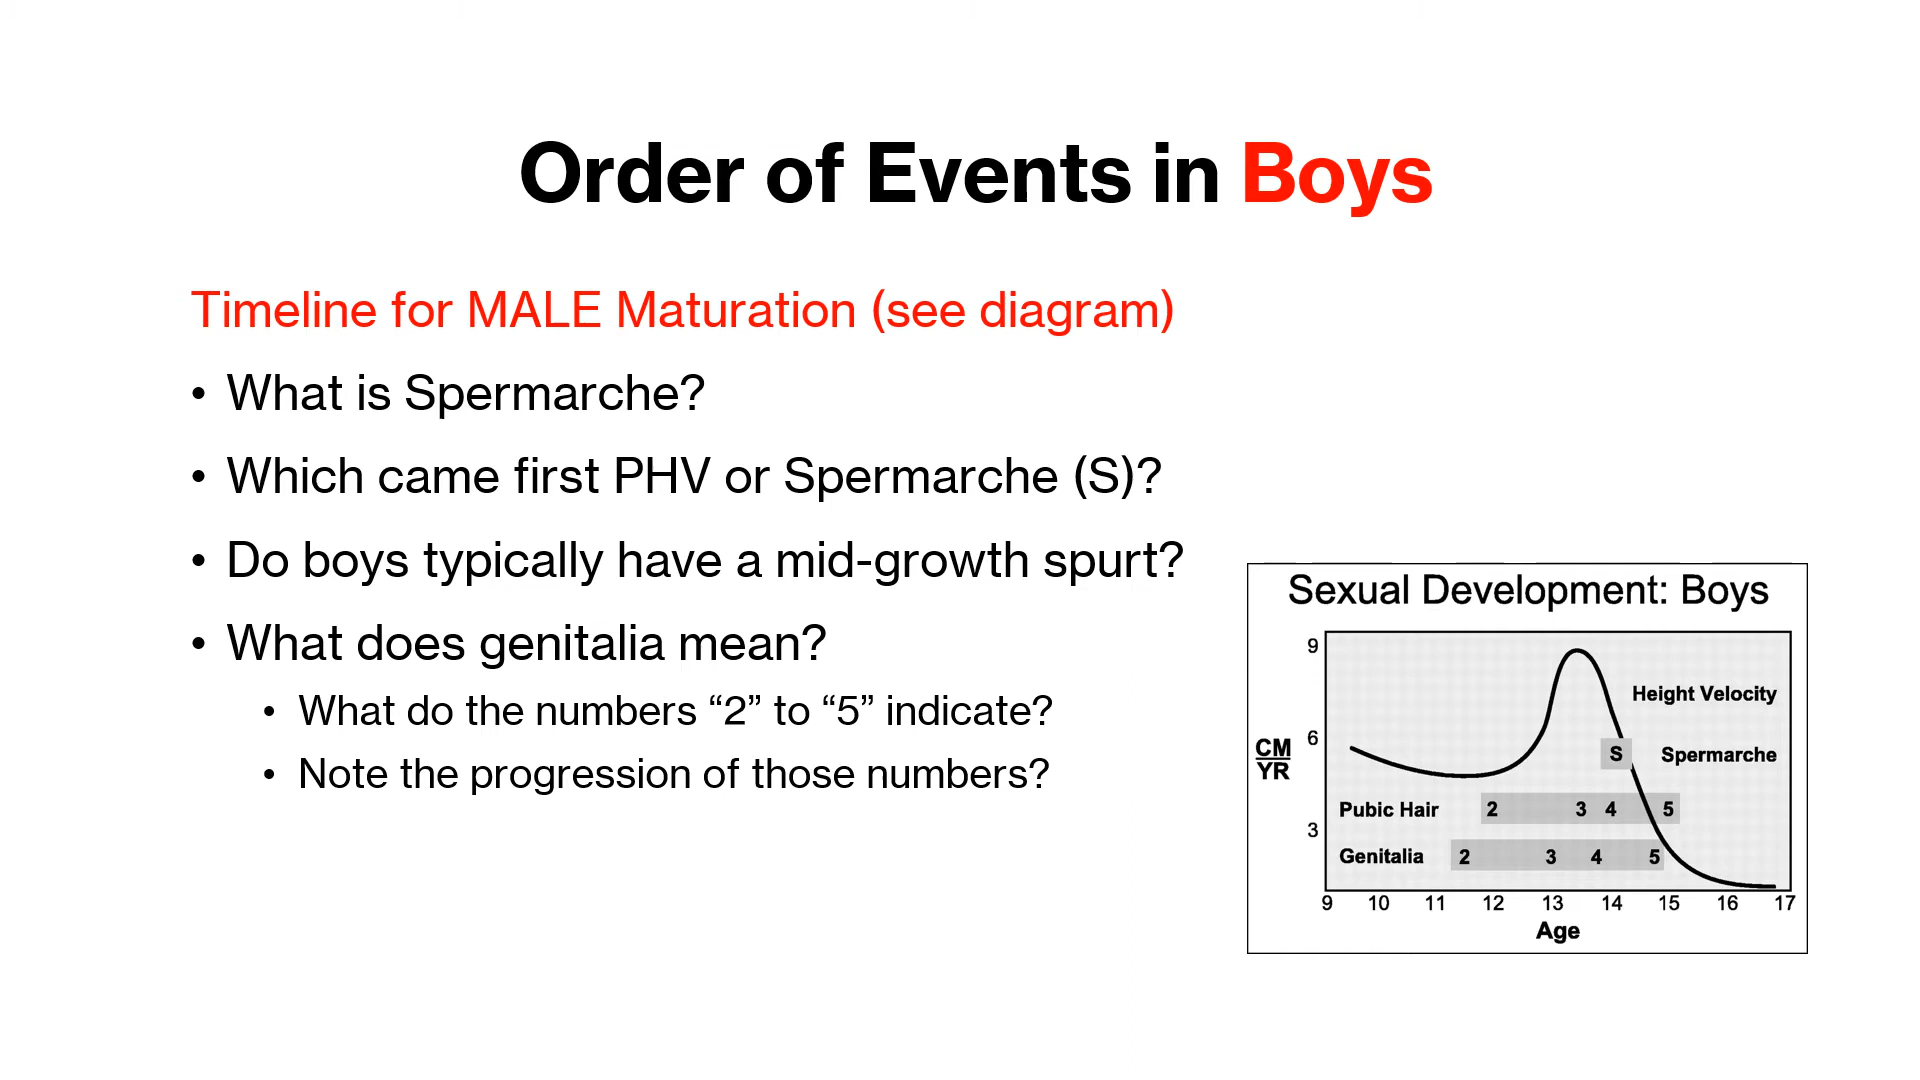 Order of Events in Boys
Timeline for MALE Maturation (see diagram)
• What is Spermarche?
• Which came first PHV or Spermarche (S)?
• Do boys typically have a mid-growth spurt?
• What does genitalia mean?
• What do the numbers “2” to “5” indicate?
• Note the progression of those numbers?
Sexual Development: Boys
9
Height Velocity
6
CM
YR
S Spermarche
Pubic Hair 2 3 4 5
3
Genitalia 2 3 4 5
9 10 11 12 13 14 15 16 17
Age